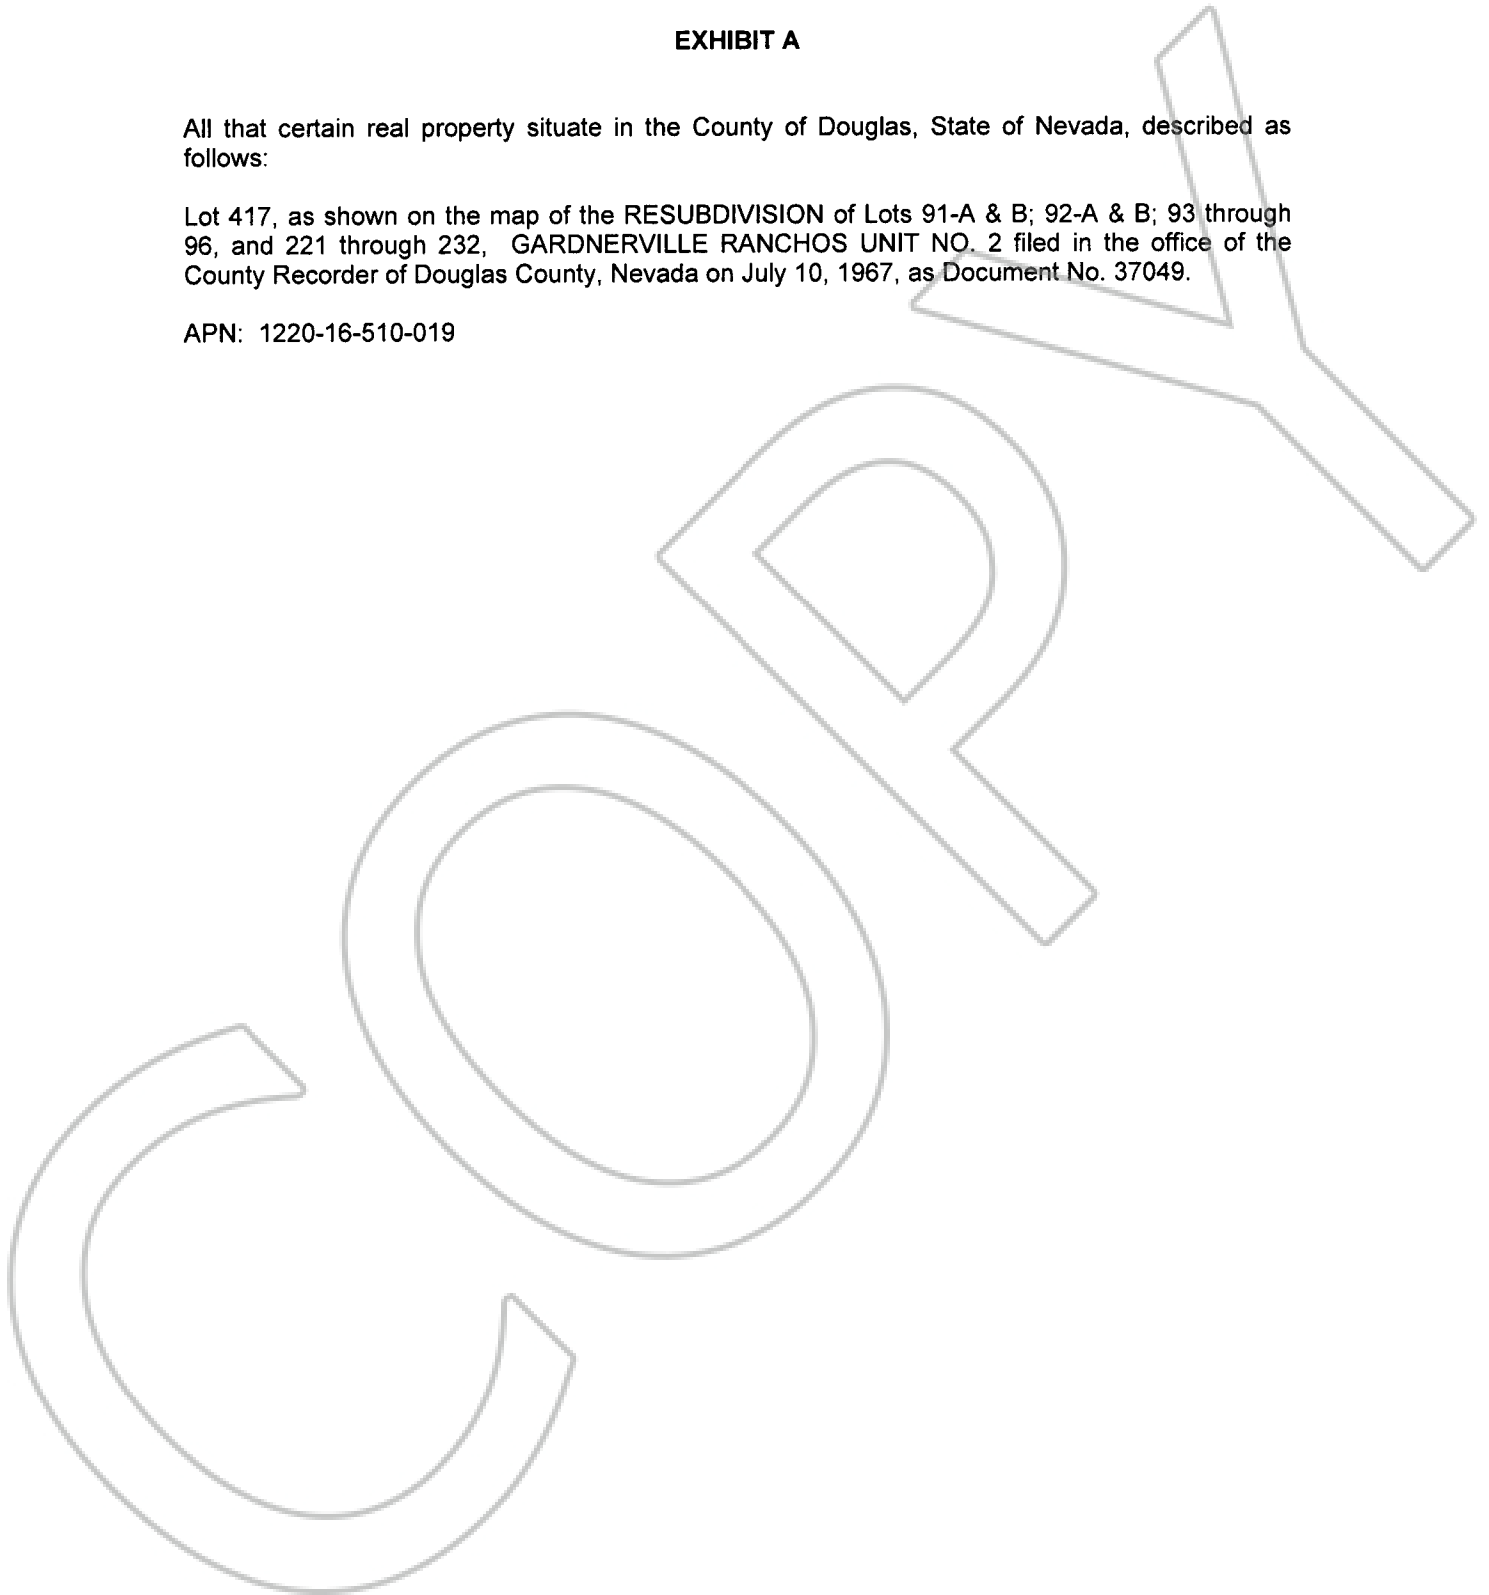 EXHIBIT A
All that certain real property situate in the County of Douglas, State of Nevada, described as
follows:
Lot 417, as shown on the map of the RESUBDIVISION of Lots 91-A & B; 92-A & B; 93 through
96, and 221 through 232, GARDNERVILLE RANCHOS UNIT NO. 2 filed in the office of the
County Recorder of Douglas County, Nevada on July 10, 1967, as Document No. 37049.
APN: 1220-16-510-019
COPY